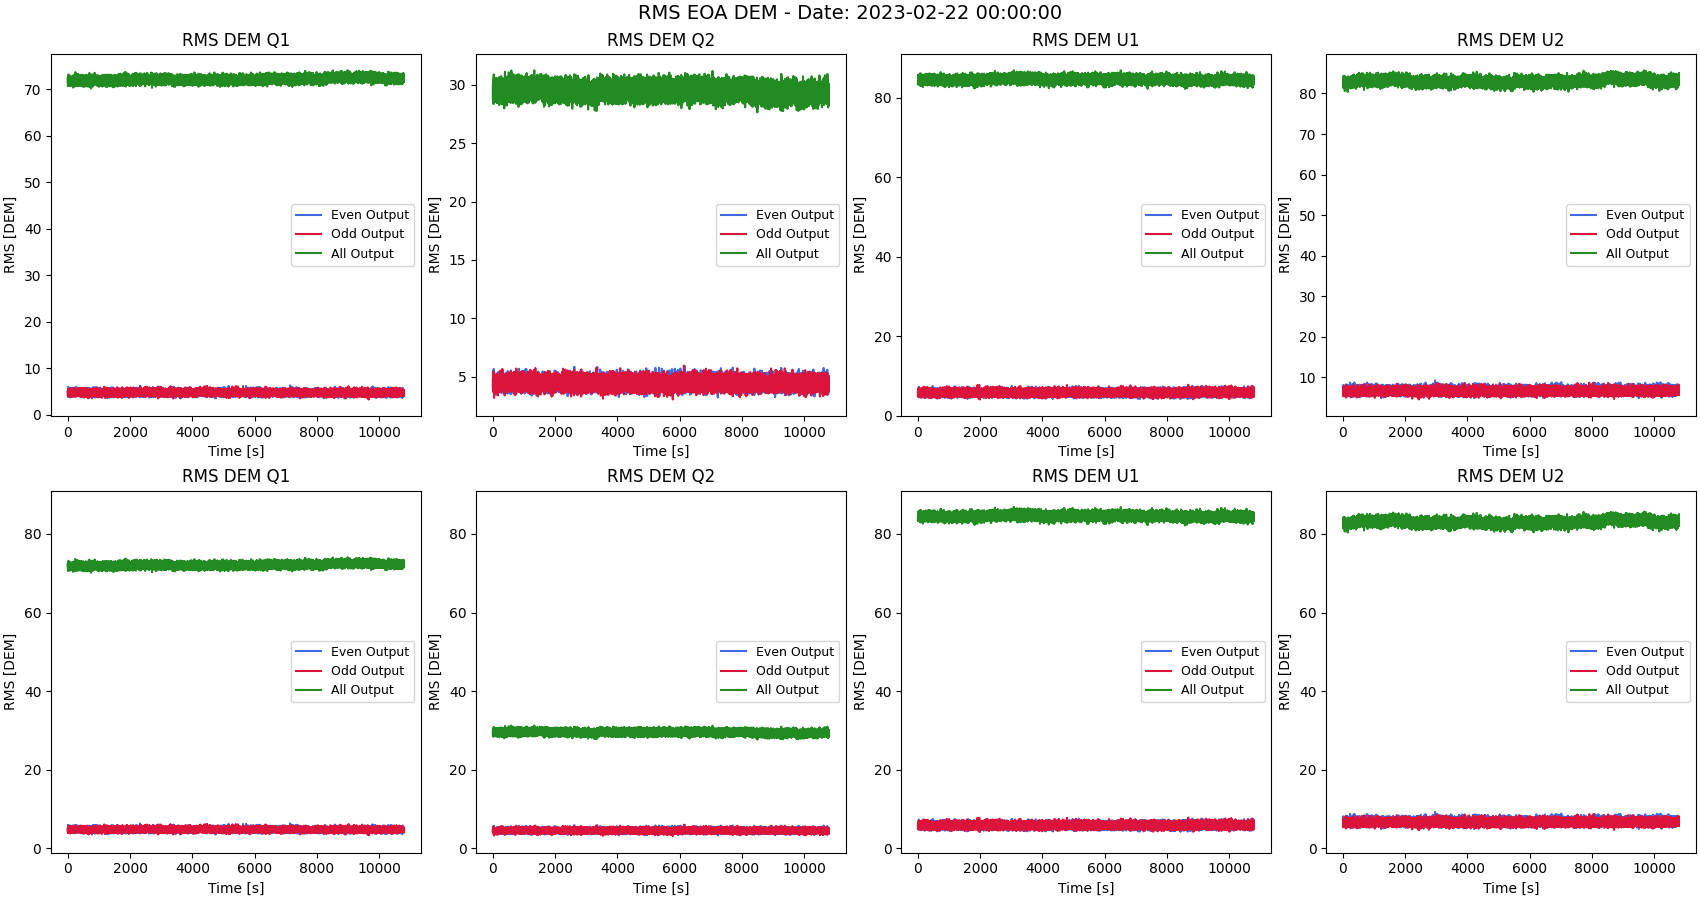 RMS EOA DEM - Date: 2023-02-22 00:00:00
RMS DEM Q1
RMS [DEM]
70
60
50
40
30
20
10
0
Even Output
Odd Output
All Output
0 2000 4000 6000 8000 10000
Time [s]
RMS DEM Q2
RMS [DEM]
30
25
20
15
10
5
Even Output
Odd Output
All Output
0 2000 4000 6000 8000 10000
Time [s]
RMS DEM U1
RMS [DEM]
80
60
40
20
0
Even Output
Odd Output
All Output
0 2000 4000 6000 8000 10000
Time [s]
RMS DEM U2
RMS [DEM]
80
70
60
50
40
30
20
10
Even Output
Odd Output
All Output
0 2000 4000 6000 8000 10000
Time [s]
RMS DEM Q1
RMS [DEM]
80
60
40
20
0
Even Output
Odd Output
All Output
0 2000 4000 6000 8000 10000
Time [s]
RMS DEM Q2
RMS [DEM]
80
60
40
20
0
Even Output
Odd Output
All Output
0 2000 4000 6000 8000 10000
Time [s]
RMS DEM U1
RMS [DEM]
80
60
40
20
0
Even Output
Odd Output
All Output
0 2000 4000 6000 8000 10000
Time [s]
RMS DEM U2
RMS [DEM]
80
60
40
20
0
Even Output
Odd Output
All Output
0 2000 4000 6000 8000 10000
Time [s]